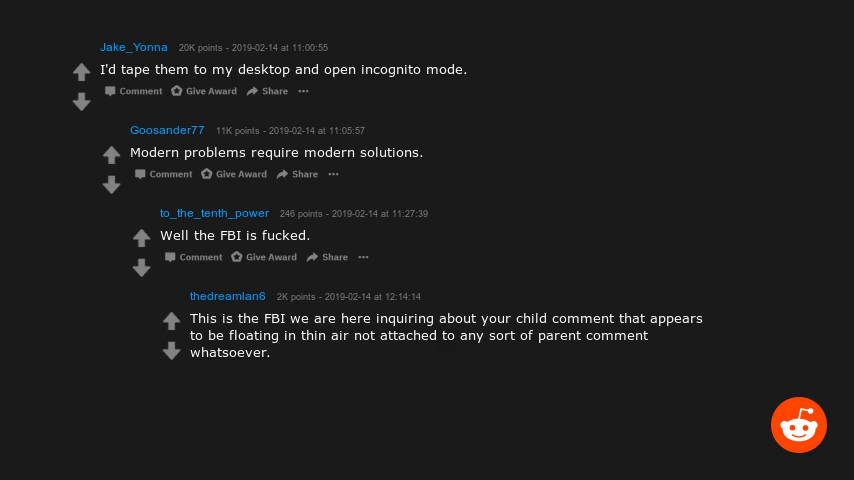 Jake_Yonna 20K points - 2019-02-14 at 11:00:55
I'd tape them to my desktop and open incognito mode.
Comment Give Award Share ...
Goosander77 11K points - 2019-02-14 at 11:05:57
Modern problems require modern solutions.
Comment Give Award Share ...
to_the_tenth_power 246 points - 2019-02-14 at 11:27:39
Well the FBI is fucked.
Comment Give Award Share ...
thedreamlan6 2K points - 2019-02-14 at 12:14:14
This is the FBI we are here inquiring about your child comment that appears
to be floating in thin air not attached to any sort of parent comment
whatsoever.